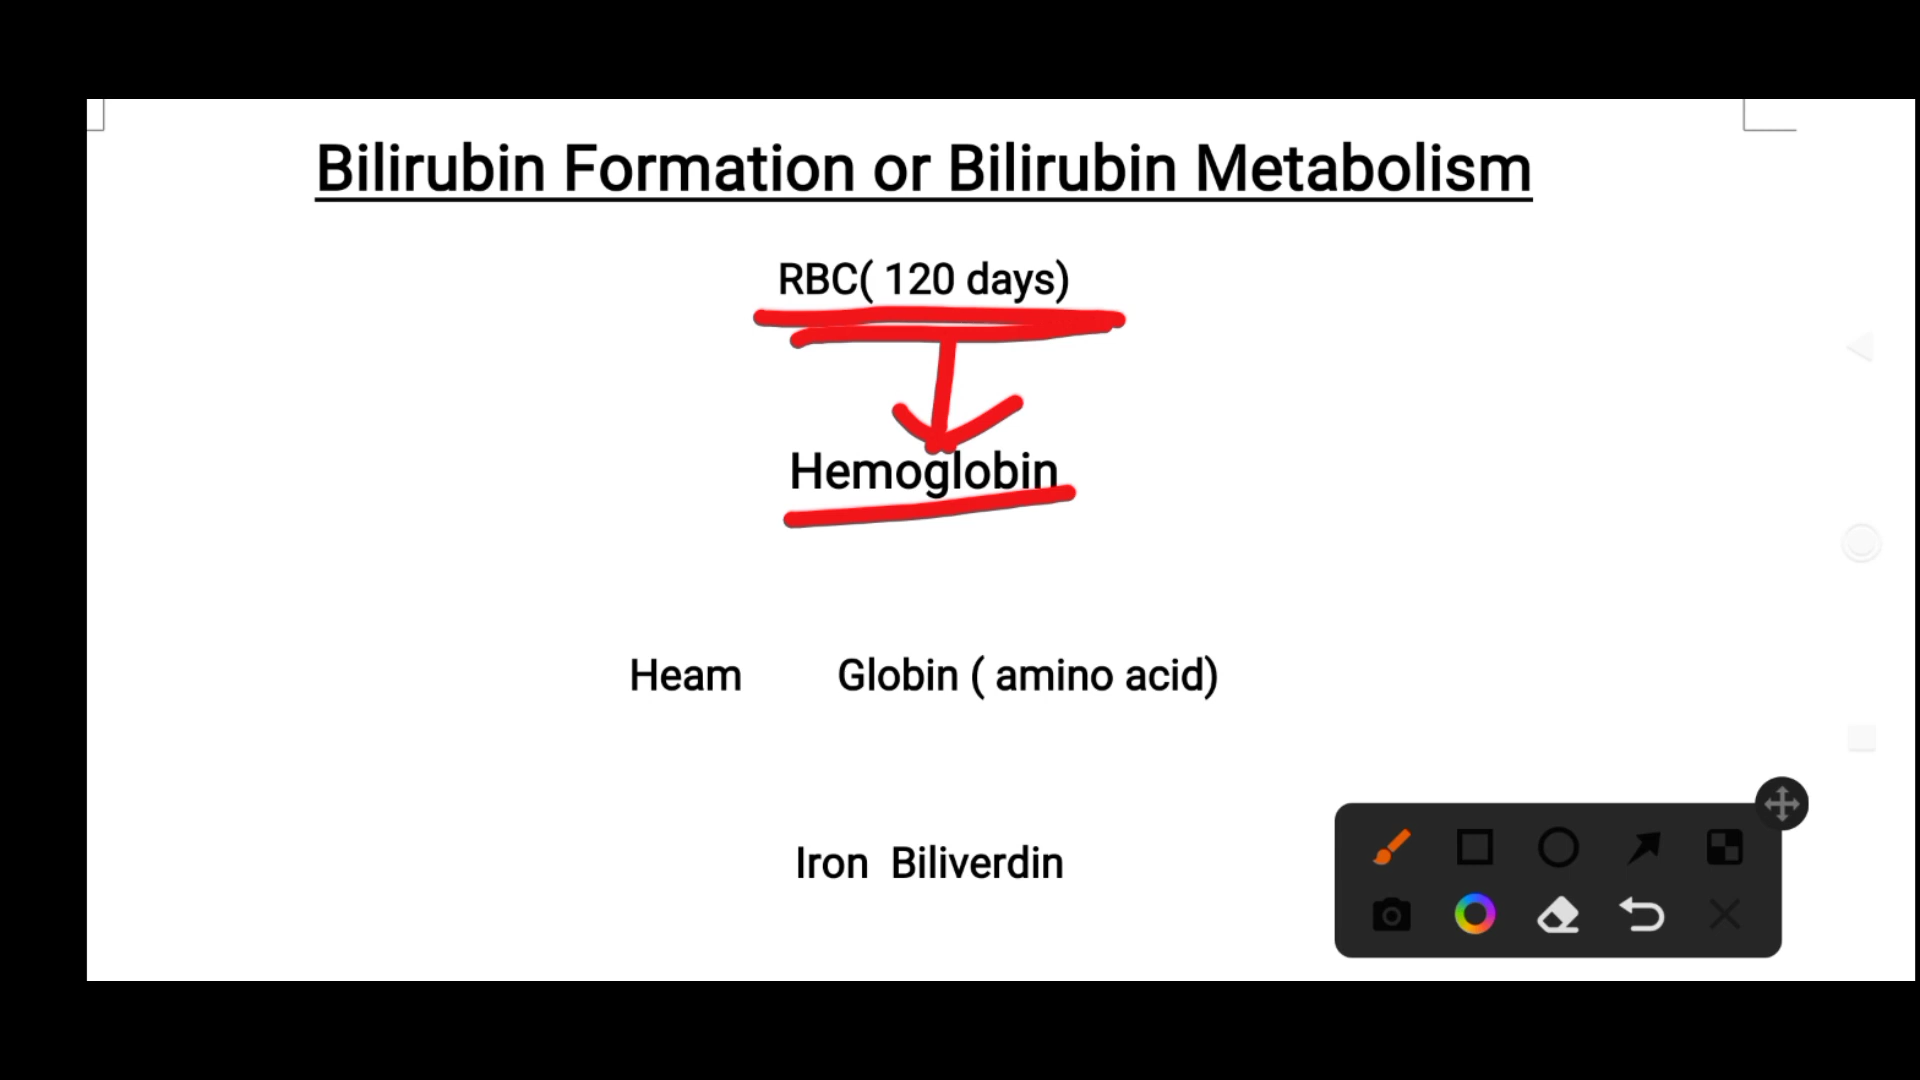 Bilirubin Formation or Bilirubin Metabolism
RBC( 120 days)
Hemoglobin
Heam Globin ( amino acid)
Iron Biliverdin